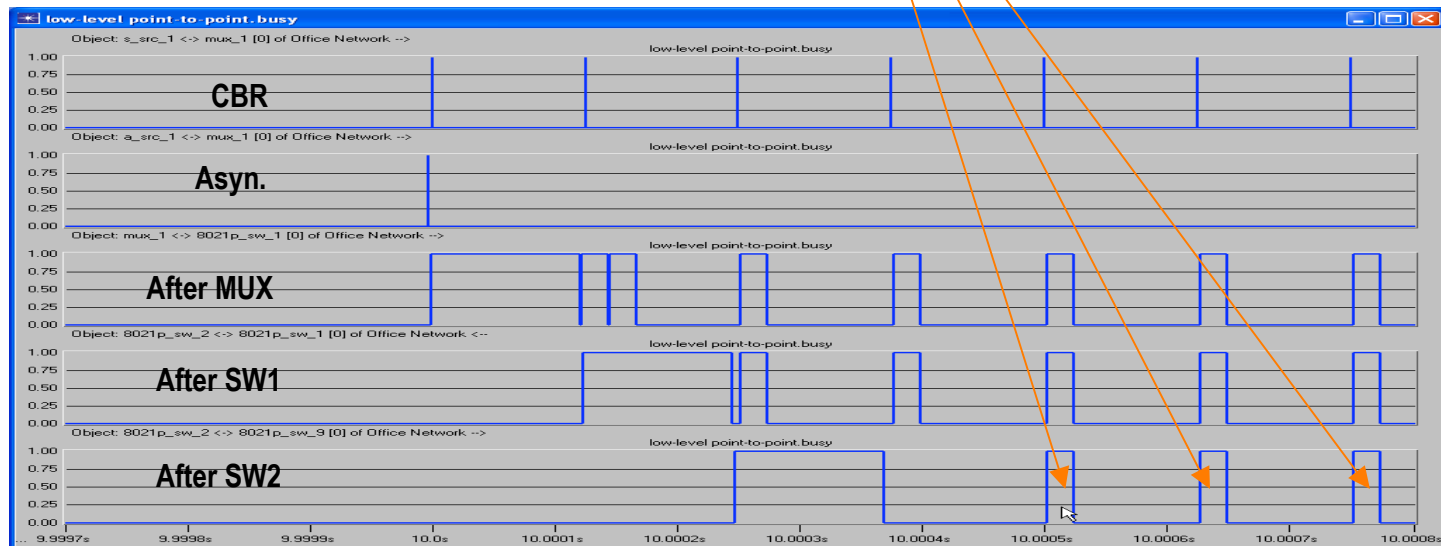 low-level point-to-point.busy
Object: s_src_1 <-> mux_1 [0] of Office Network -->
low-level point-to-point.busy
1.00
0.75
0.50
0.25
0.00
CBR
Object: a_src_1 <-> mux_1 [0] of Office Network -->
low-level point-to-point.busy
1.00
0.75
0.50
0.25
0.00
Asyn.
Object: mux_1 <-> 8021p_sw_1 [0] of Office Network -->
low-level point-to-point.busy
1.00
0.75
0.50
0.25
0.00
After MUX
Object: 8021p_sw_2 <-> 8021p_sw_1 [0] of Office Network <--
low-level point-to-point.busy
1.00
0.75
0.50
0.25
0.00
After SW1
Object: 8021p_sw_2 <-> 8021p_sw_9 [0] of Office Network -->
low-level point-to-point.busy
1.00
0.75
0.50
0.25
0.00
After SW2
... 9.9997s 9.9998s 9.9999s 10.0s 10.0001s 10.0002s 10.0003s 10.0004s 10.0005s 10.0006s 10.0007s 10.0008s